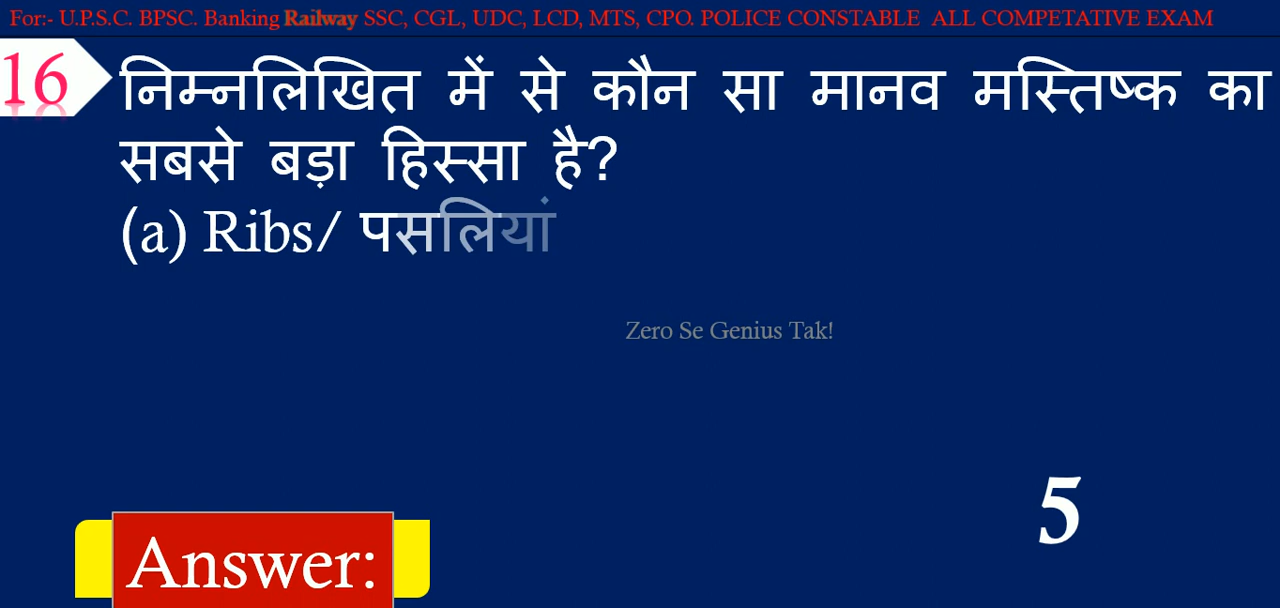 For:- U.P.S.C. BPSC. Banking Railway SSC, CGL, UDC, LCD, MTS, CPO. POLICE CONSTABLE ALL COMPETATIVE EXAM
16
निम्नलिखित में से कौन सा मानव मस्तिष्क का
सबसे बड़ा हिस्सा है?
(a) Ribs/ पसलियां
Zero Se Genius Tak!
5
Answer: